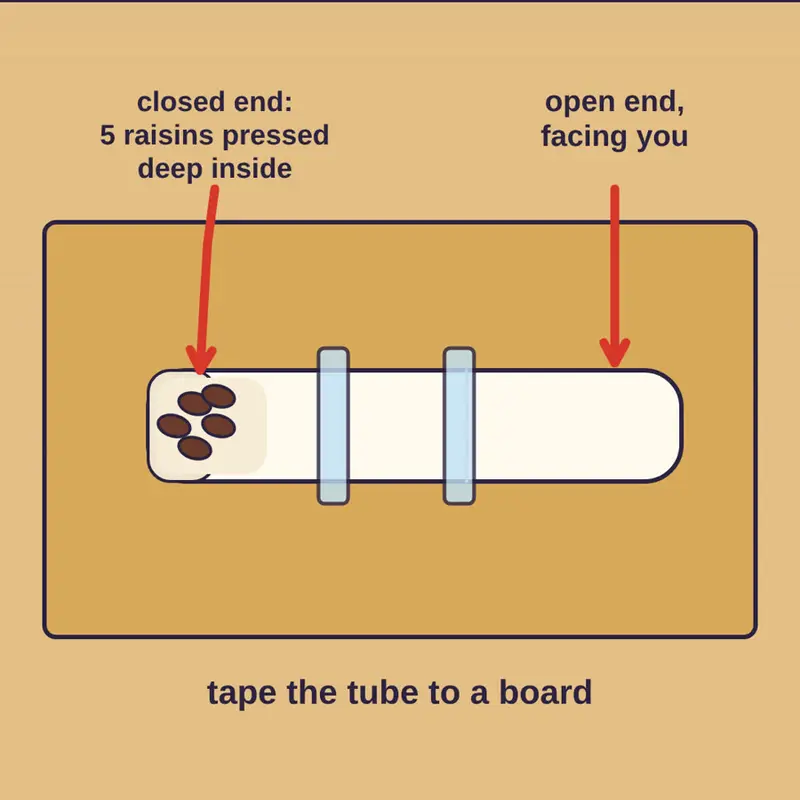 closed end:
5 raisins pressed
deep inside
open end,
facing you
tape the tube to a board